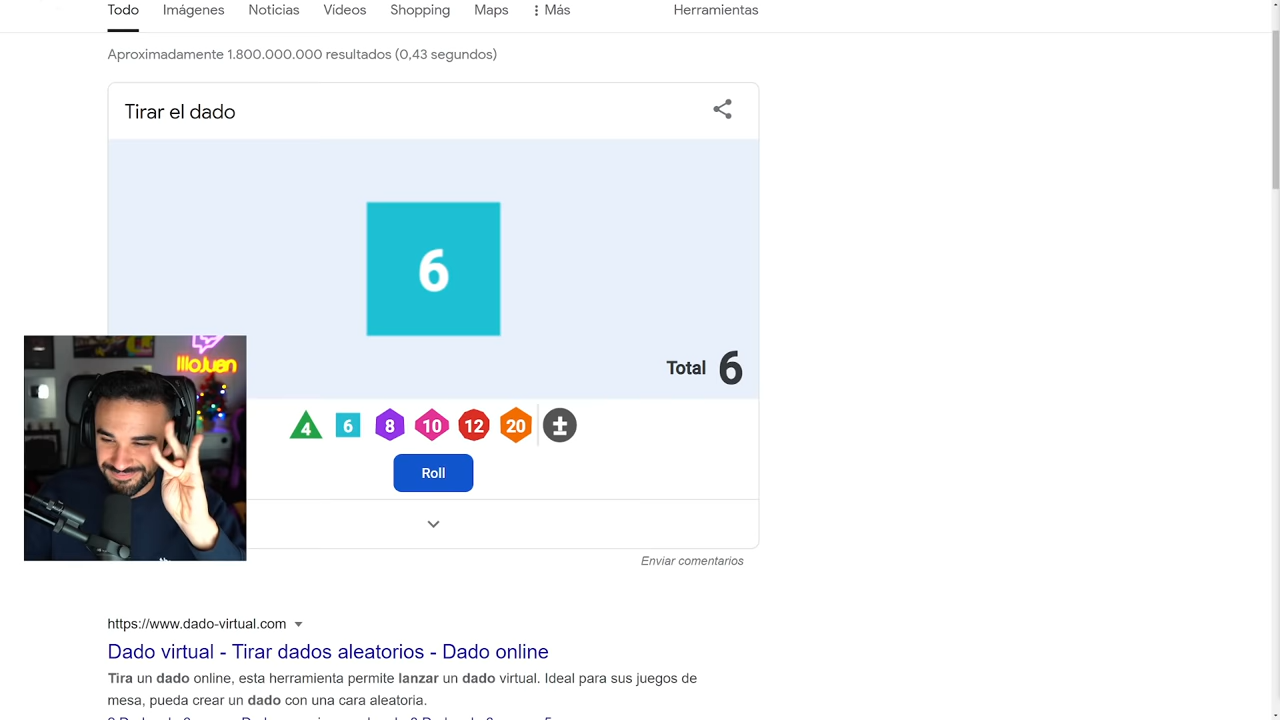 Todo Imágenes Noticias Videos Shopping Maps Más Herramientas
Aproximadamente 1.800.000.000 resultados (0,43 segundos)
Tirar el dado
6
Total 6
4 6 8 10 12 20 ±
IlloJuan
Roll
Enviar comentarios
https://www.dado-virtual.com
Dado virtual - Tirar dados aleatorios - Dado online
Tira un dado online, esta herramienta permite lanzar un dado virtual. Ideal para sus juegos de
mesa, pueda crear un dado con una cara aleatoria.